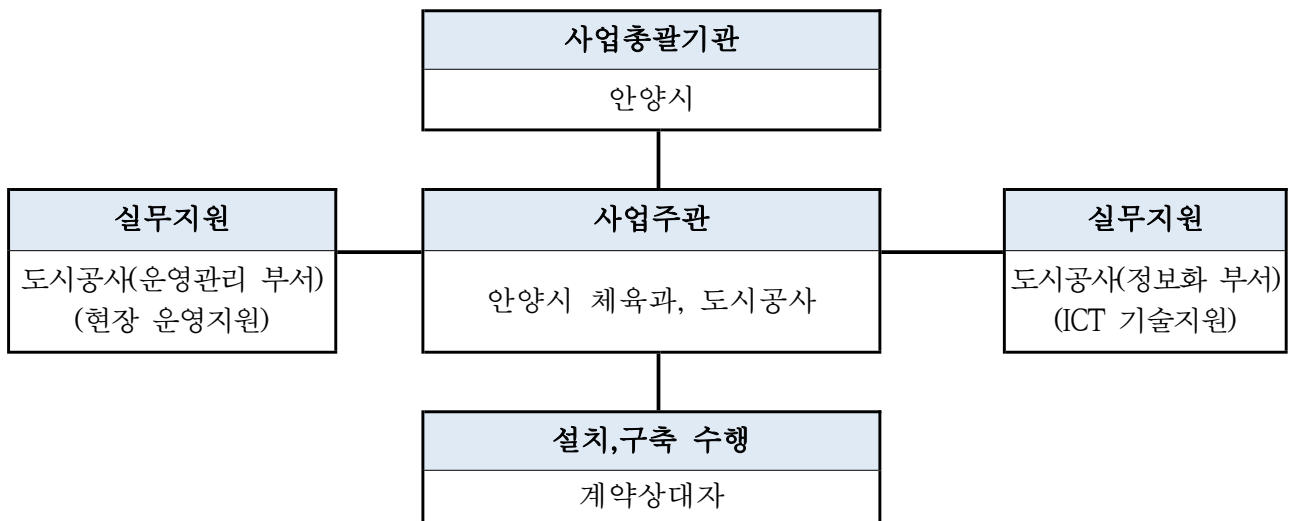 사업총괄기관
안양시
실무지원
도시공사(운영관리 부서)
(현장 운영지원)
사업주관
안양시 체육과, 도시공사
실무지원
도시공사(정보화 부서)
(ICT 기술지원)
설치,구축 수행
계약상대자